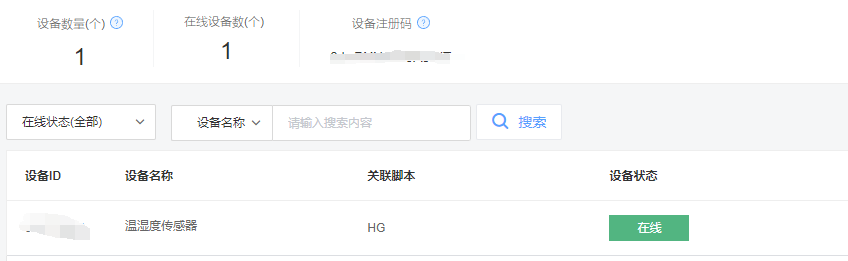 设备数量(个)
在线设备数(个)
设备注册码
1
1
在线状态(全部)
设备名称
请输入搜索内容
搜索
设备ID
设备名称
关联脚本
设备状态
温湿度传感器
HG
在线